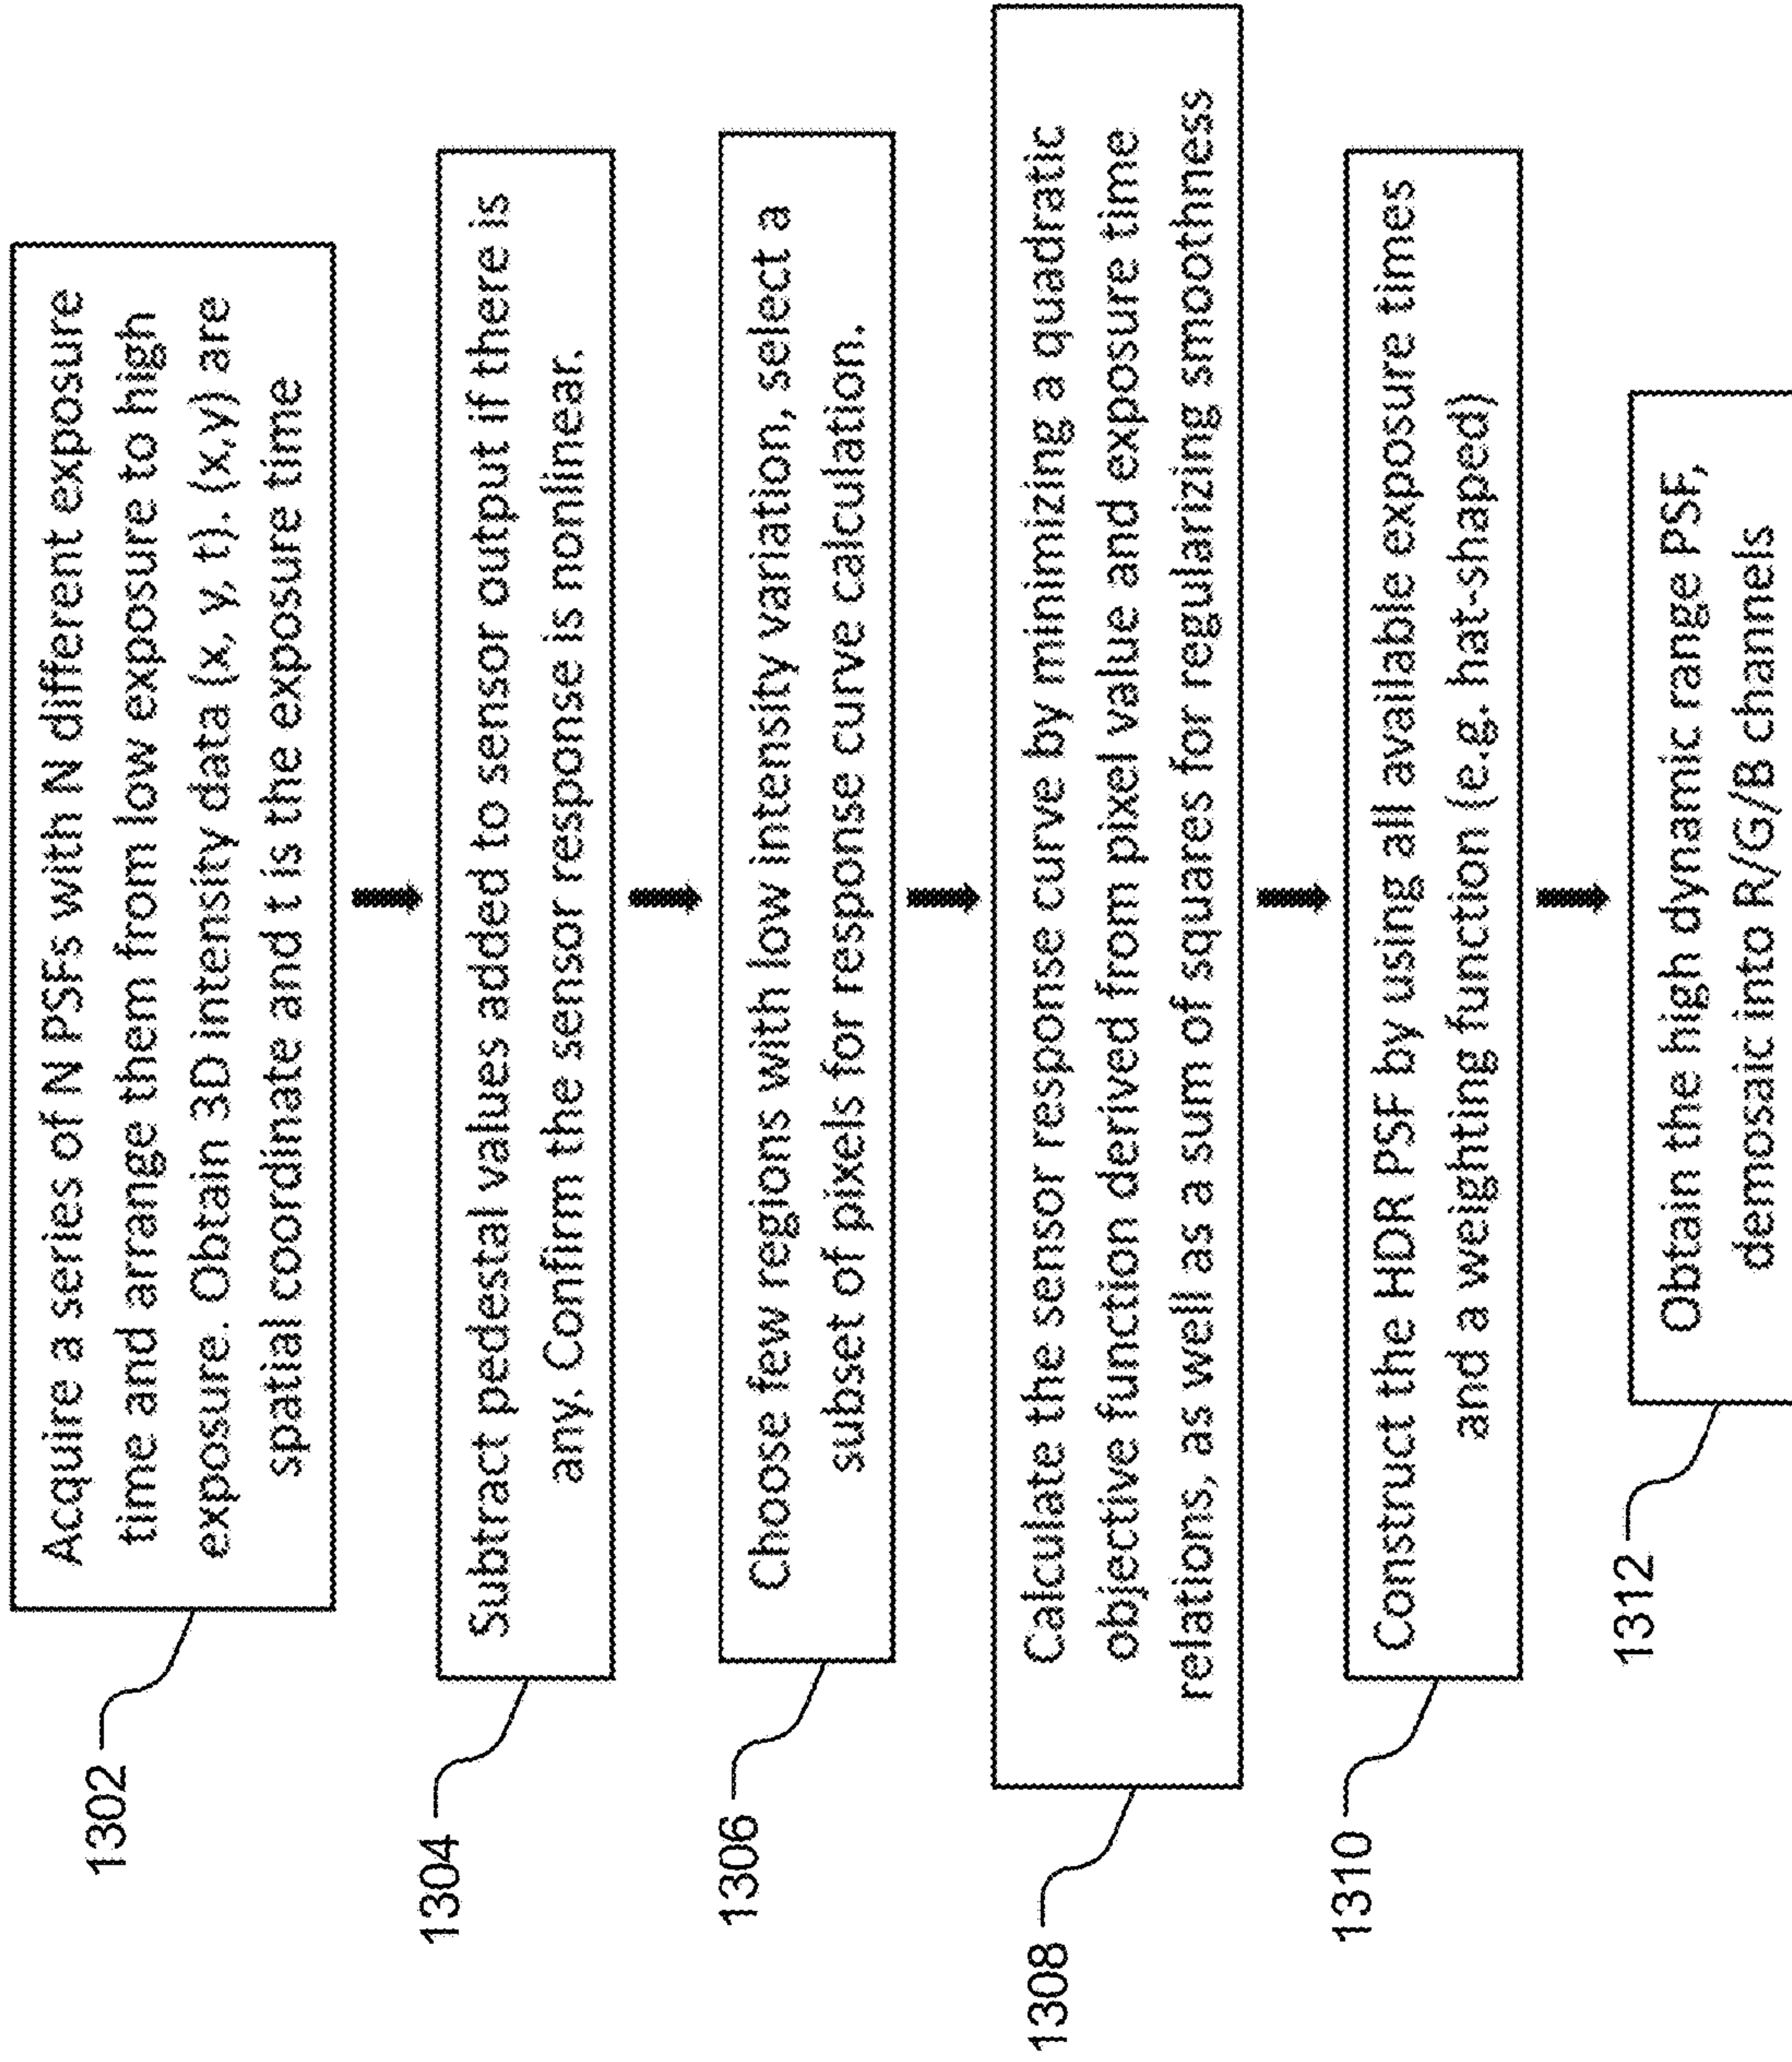 Acquire a series of N PSFs with N different exposure
time and arrange them from low exposure to high
exposure. Obtain 3D intensity data (x, y, t). (x,y) are
spatial coordinate and t is the exposure time
1302
Subtract pedestal values added to sensor output if there is
any. Confirm the sensor response is nonlinear.
1304
Choose few regions with low intensity variation, select a
subset of pixels for response curve calculation.
1306
Calculate the sensor response curve by minimizing a quadratic
objective function derived from pixel value and exposure time
relations, as well as a sum of squares for regularizing smoothness
1308
Construct the HDR PSF by using all available exposure times
and a weighting function (e.g. hat-shaped)
1310
Obtain the high dynamic range PSF,
demosaic into R/G/B channels
1312